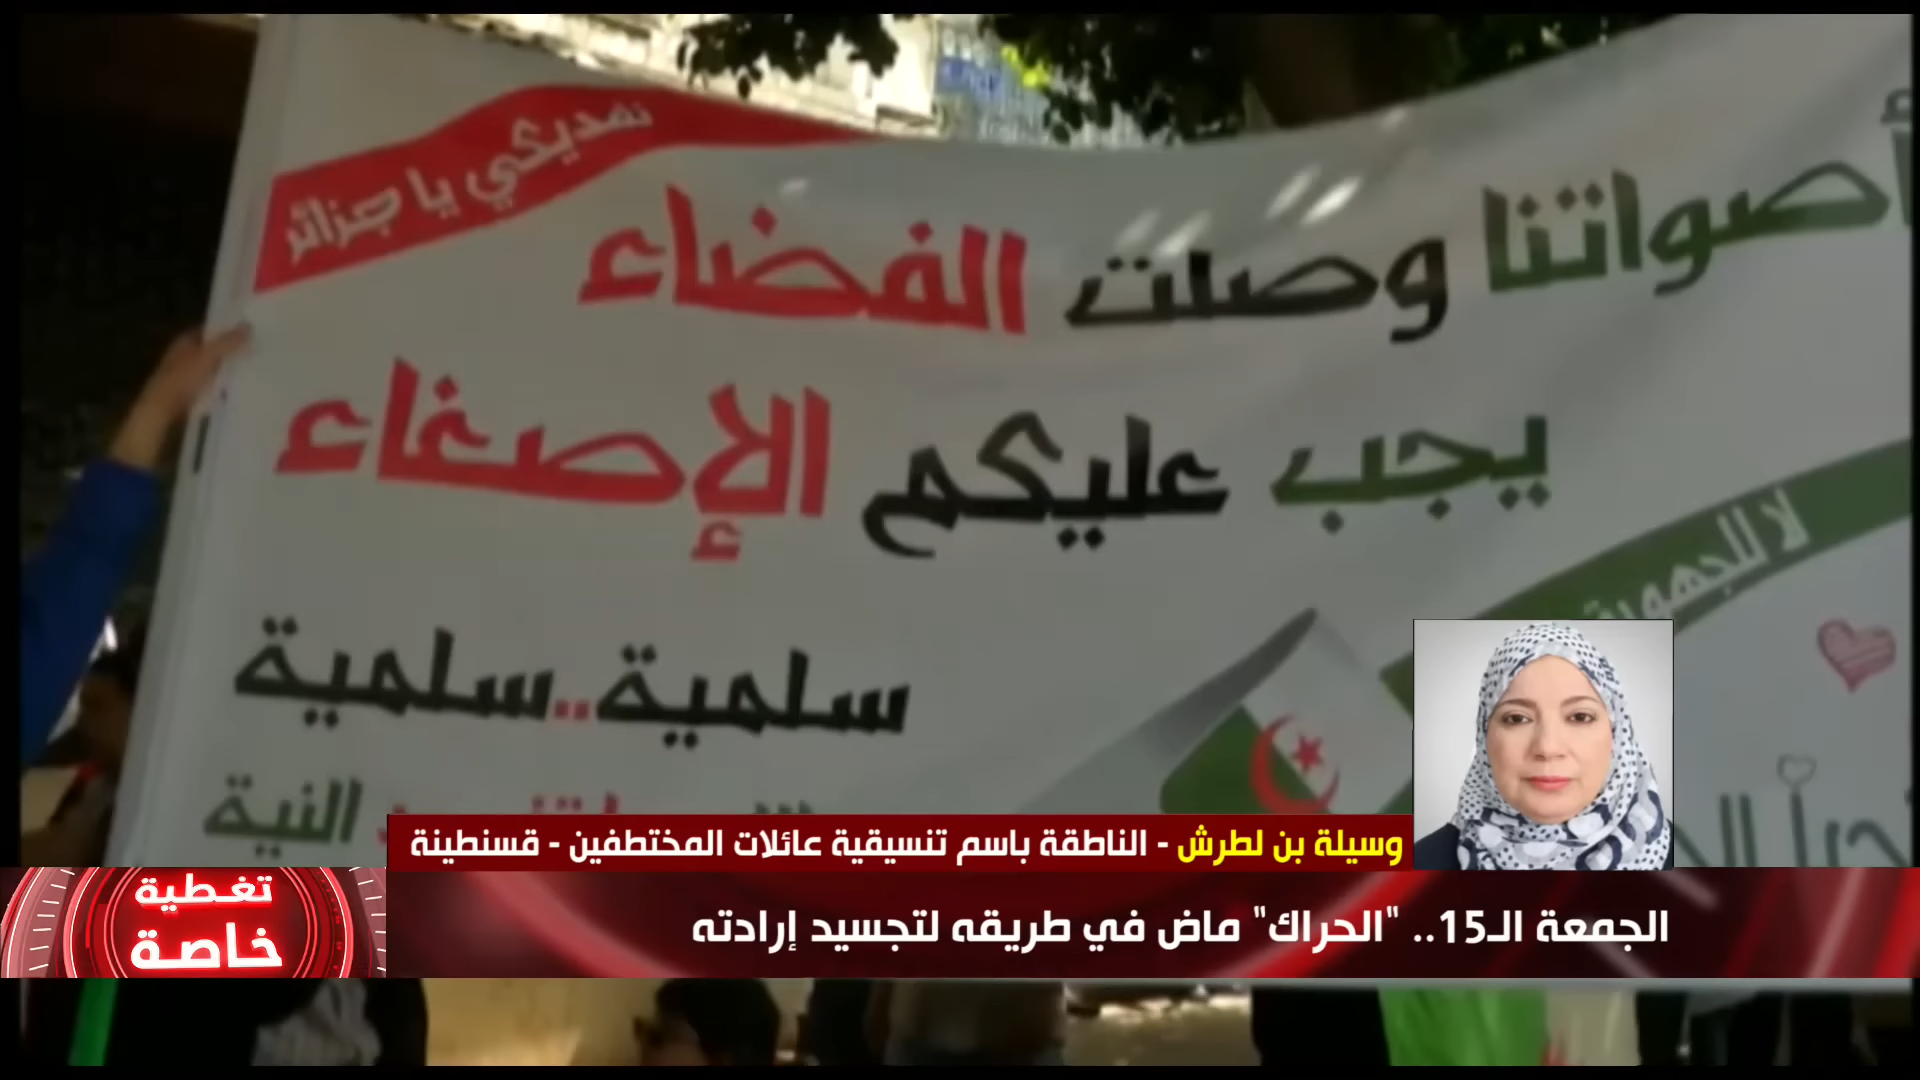 نفديكي يا جزائر
أصواتنا وصلت الفضاء
يجب عليكم الإصغاء
لا للجهوية
سلمية..سلمية
النية
وسيلة بن لطرش - الناطقة باسم تنسيقية عائلات المختطفين - قسنطينة
تغطية
خاصة
الجمعة الـ15.. "الحراك" ماض في طريقه لتجسيد إرادته